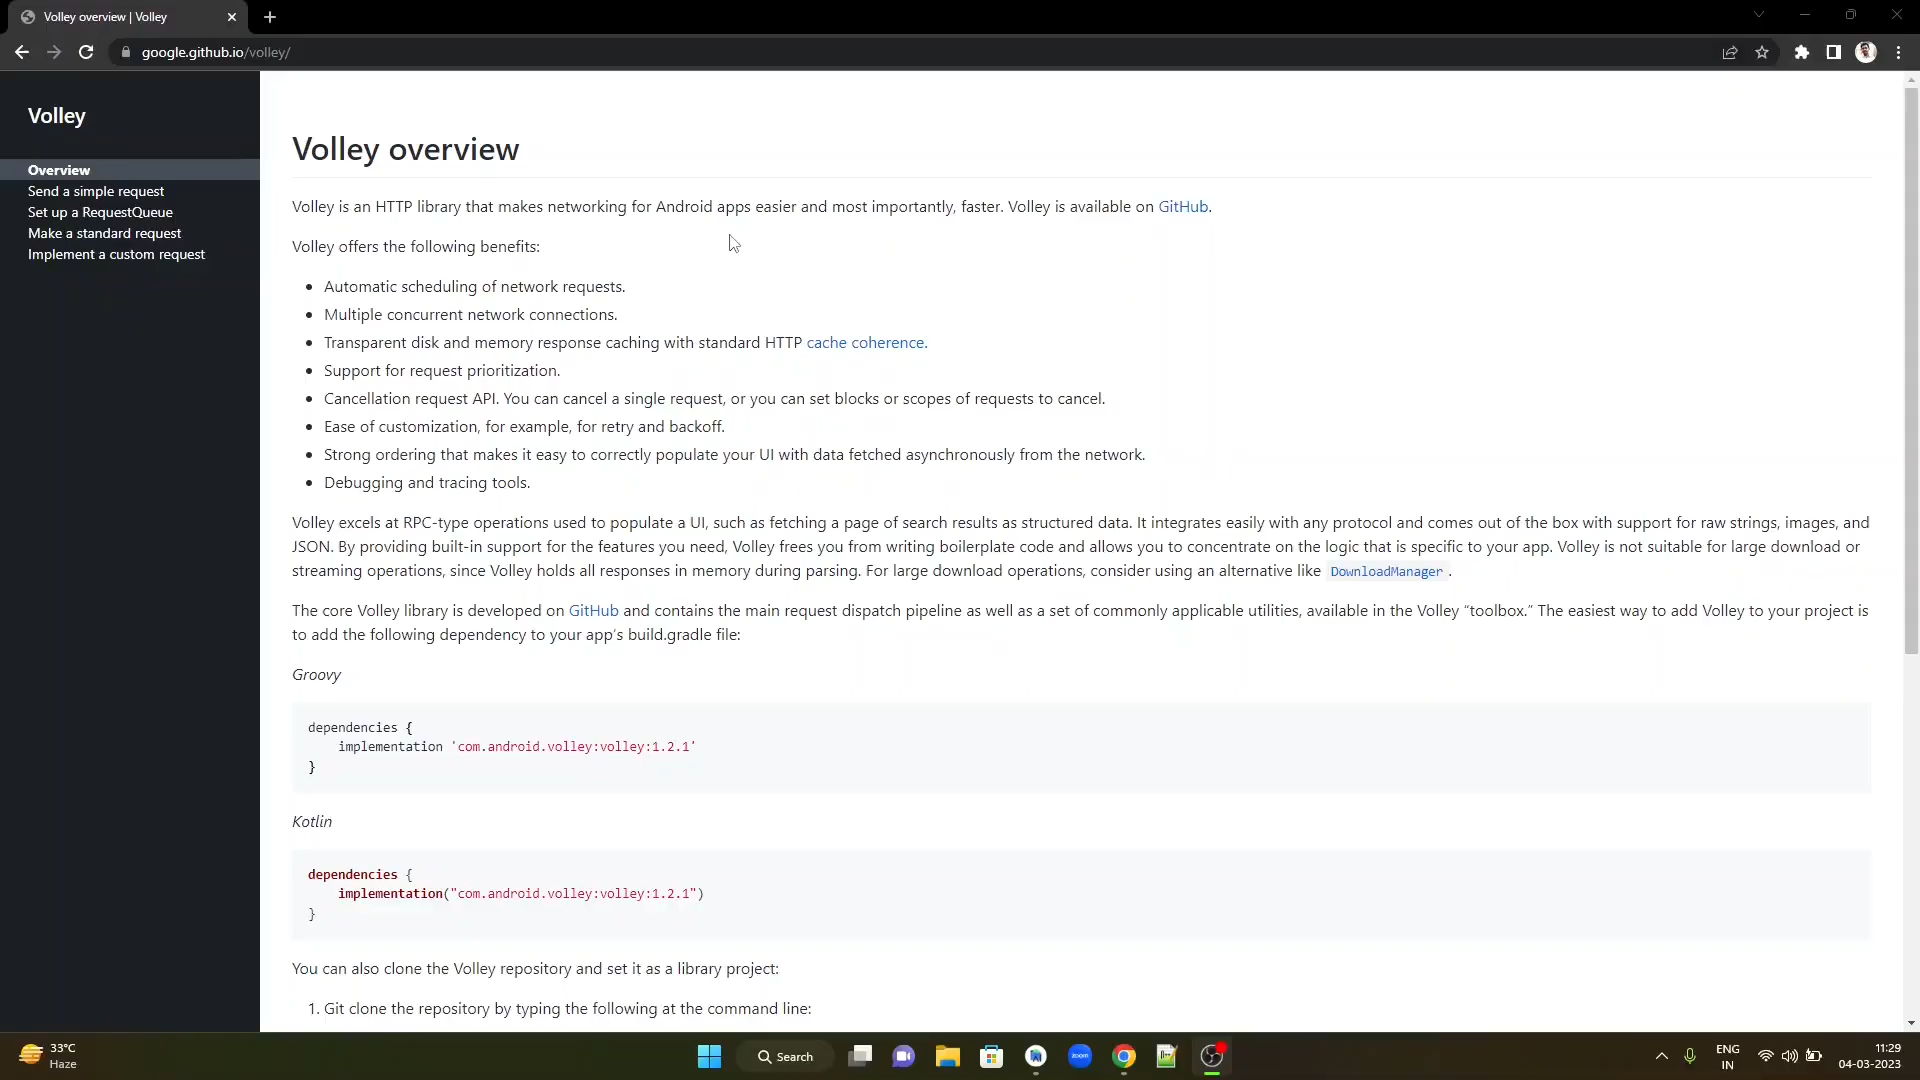 Volley overview | Volley
google.github.io/volley/
Volley
Overview
Send a simple request
Set up a RequestQueue
Make a standard request
Implement a custom request
Volley overview
Volley is an HTTP library that makes networking for Android apps easier and most importantly, faster. Volley is available on GitHub.
Volley offers the following benefits:
• Automatic scheduling of network requests.
• Multiple concurrent network connections.
• Transparent disk and memory response caching with standard HTTP cache coherence.
• Support for request prioritization.
• Cancellation request API. You can cancel a single request, or you can set blocks or scopes of requests to cancel.
• Ease of customization, for example, for retry and backoff.
• Strong ordering that makes it easy to correctly populate your UI with data fetched asynchronously from the network.
• Debugging and tracing tools.
Volley excels at RPC-type operations used to populate a UI, such as fetching a page of search results as structured data. It integrates easily with any protocol and comes out of the box with support for raw strings, images, and
JSON. By providing built-in support for the features you need, Volley frees you from writing boilerplate code and allows you to concentrate on the logic that is specific to your app. Volley is not suitable for large download or
streaming operations, since Volley holds all responses in memory during parsing. For large download operations, consider using an alternative like DownloadManager.
The core Volley library is developed on GitHub and contains the main request dispatch pipeline as well as a set of commonly applicable utilities, available in the Volley “toolbox.” The easiest way to add Volley to your project is
to add the following dependency to your app’s build.gradle file:
Groovy
dependencies {
implementation 'com.android.volley:volley:1.2.1'
}
Kotlin
dependencies {
implementation("com.android.volley:volley:1.2.1")
}
You can also clone the Volley repository and set it as a library project:
1. Git clone the repository by typing the following at the command line:
33°C
Haze
Search
zoom
ENG
IN
11:29
04-03-2023